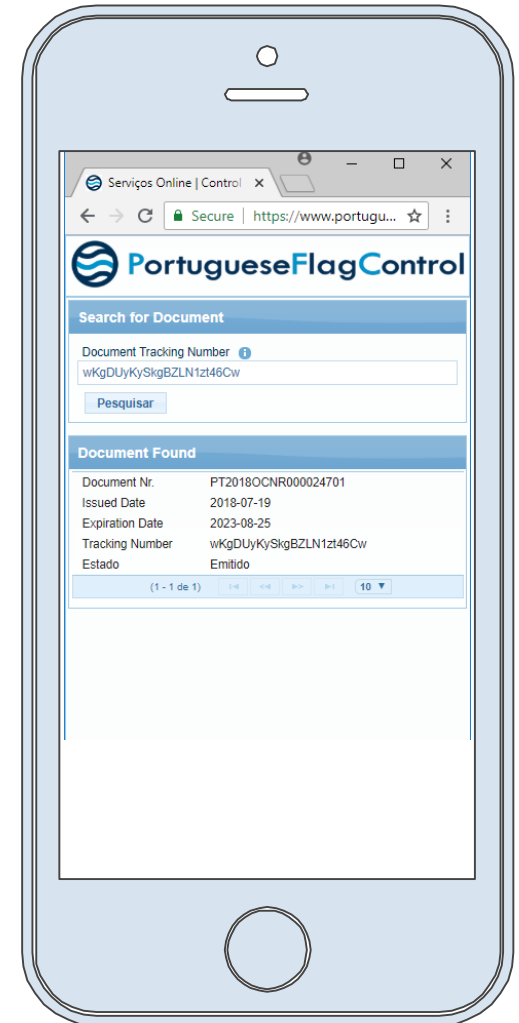 Serviços Online | Control
Secure | https://www.portugu...
PortugueseFlagControl
Search for Document
Document Tracking Number
wKgDUyKySkgBZLN1zt46Cw
Pesquisar
Document Found
Document Nr. PT2018OCNR000024701
Issued Date 2018-07-19
Expiration Date 2023-08-25
Tracking Number wKgDUyKySkgBZLN1zt46Cw
Estado Emitido
(1 - 1 de 1) 10